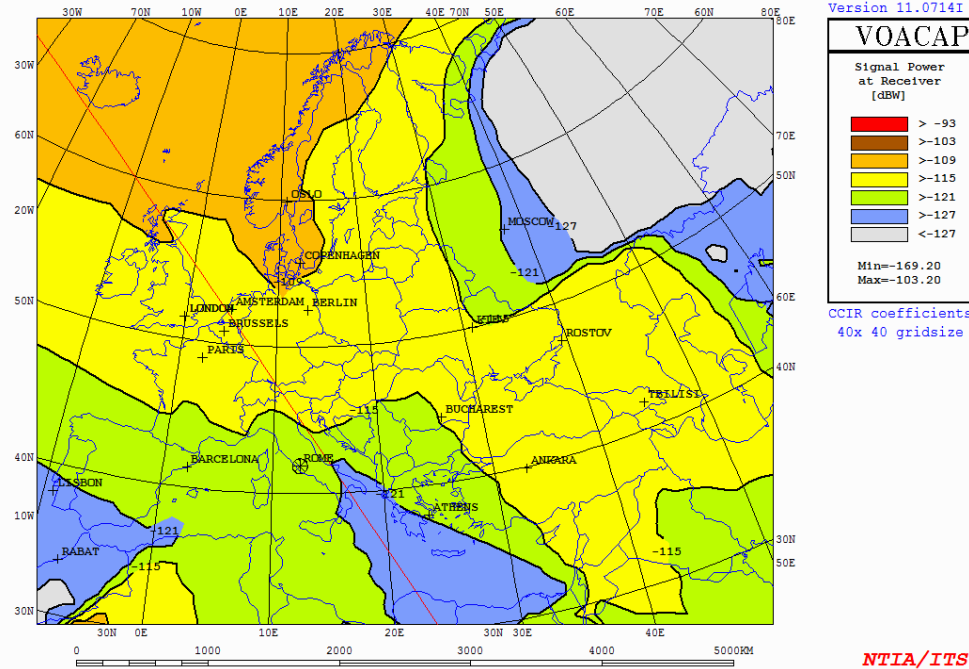 Version 11.0714I
30W 70N 10W 0E 10E 20E 30E 40E 70N 50E 60E 70E 60N 80E
VOACAP
Signal Power
at Receiver
[dBW]
> -93
>-103
>-109
>-115
>-121
>-127
<-127
Min=-169.20
Max=-103.20
CCIR coefficients
40x 40 gridsize
80E
30W
60N
20W
50N
40N
10W
30N
70E
50N
60E
40N
30N
50E
OSLO
MOSCOW
-127
COPENHAGEN
-121
AMSTERDAM
BERLIN
LONDON
BRUSSELS
ROSTOV
PARIS
TBILISI
-115
BUCHAREST
BARCELONA
ROME
ANKARA
LISBON
-121
ATHENS
-121
RABAT
-115
-115
30N 0E 10E 20E 30N 30E 40E
0 1000 2000 3000 4000 5000KM
NTIA/ITS